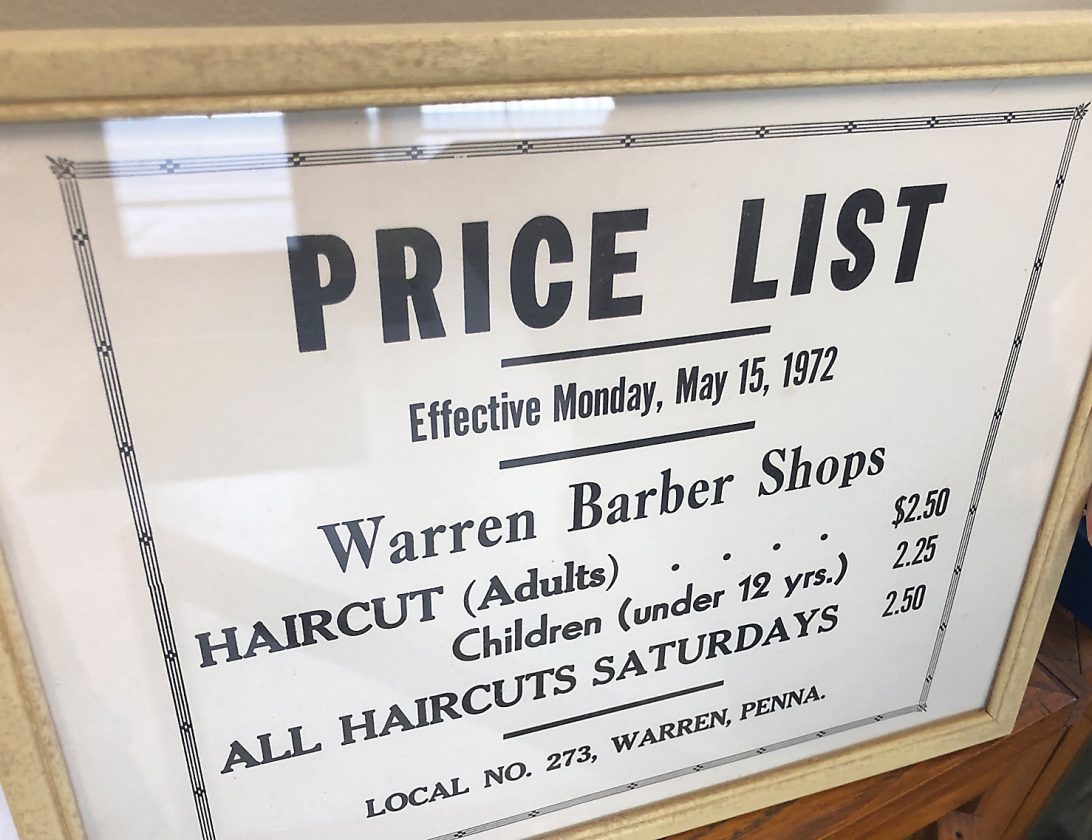 PRICE LIST
Effective Monday, May 15, 1972
Warren Barber Shops
HAIRCUT (Adults) . . . . $2.50
Children (under 12 yrs.) 2.25
ALL HAIRCUTS SATURDAYS 2.50
LOCAL NO. 273, WARREN, PENNA.